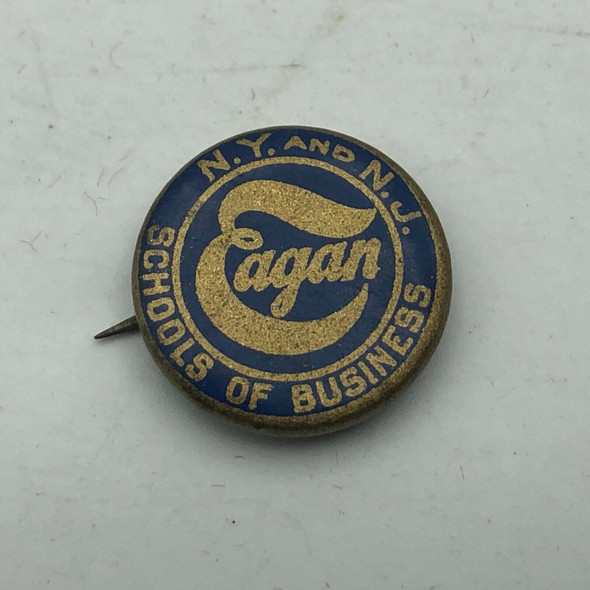 N.Y. AND N.J.
Eagan
SCHOOLS OF BUSINESS